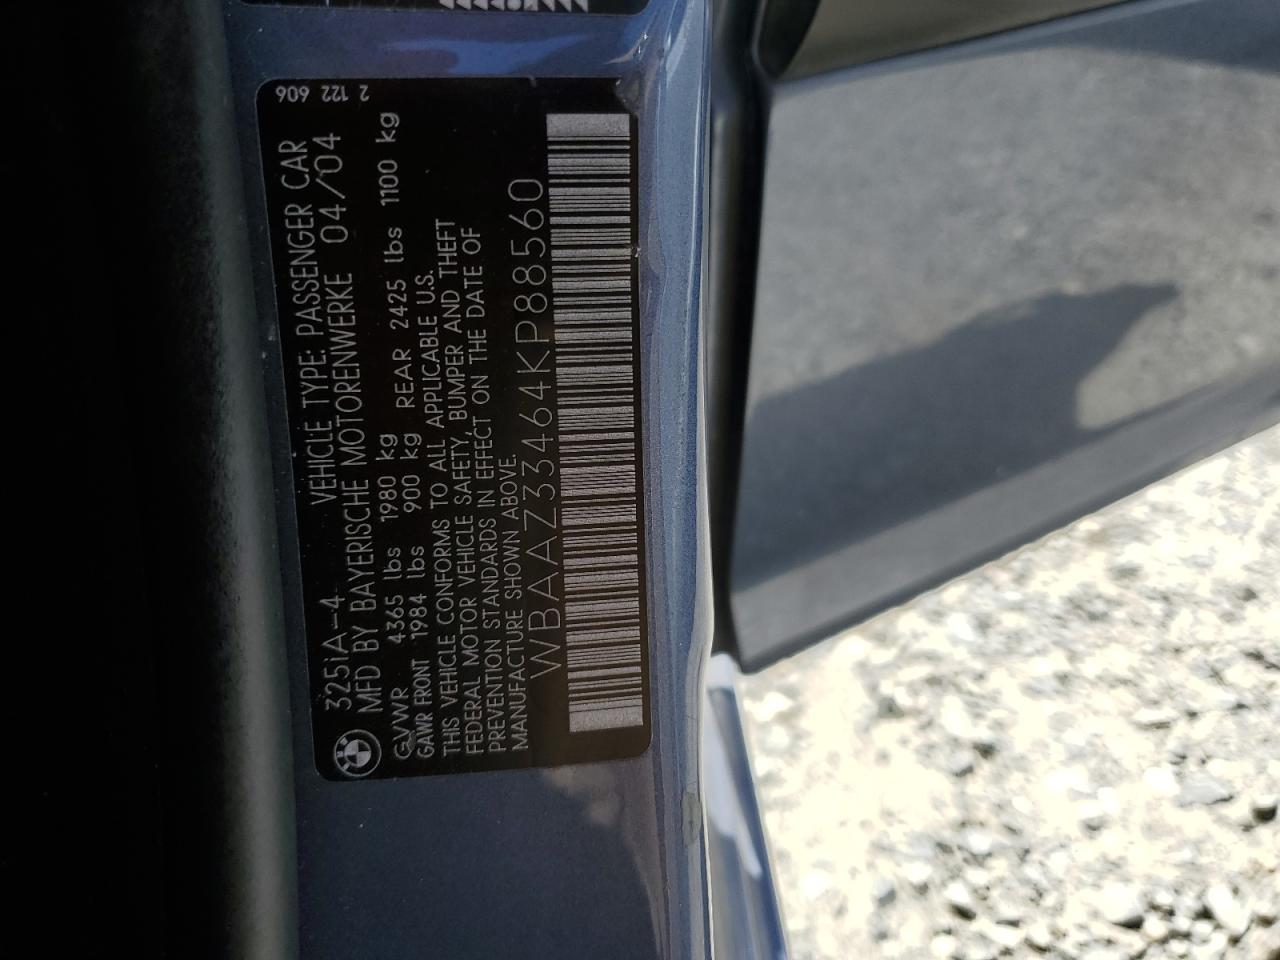 2 122 606
325iA-4 VEHICLE TYPE: PASSENGER CAR
MFD BY BAYERISCHE MOTORENWERKE 04/04
GVWR 4365 lbs 1980 kg
GAWR FRONT 1984 lbs 900 kg REAR 2425 lbs 1100 kg
THIS VEHICLE CONFORMS TO ALL APPLICABLE U.S.
FEDERAL MOTOR VEHICLE SAFETY, BUMPER AND THEFT
PREVENTION STANDARDS IN EFFECT ON THE DATE OF
MANUFACTURE SHOWN ABOVE.
WBAAZ33464KP88560